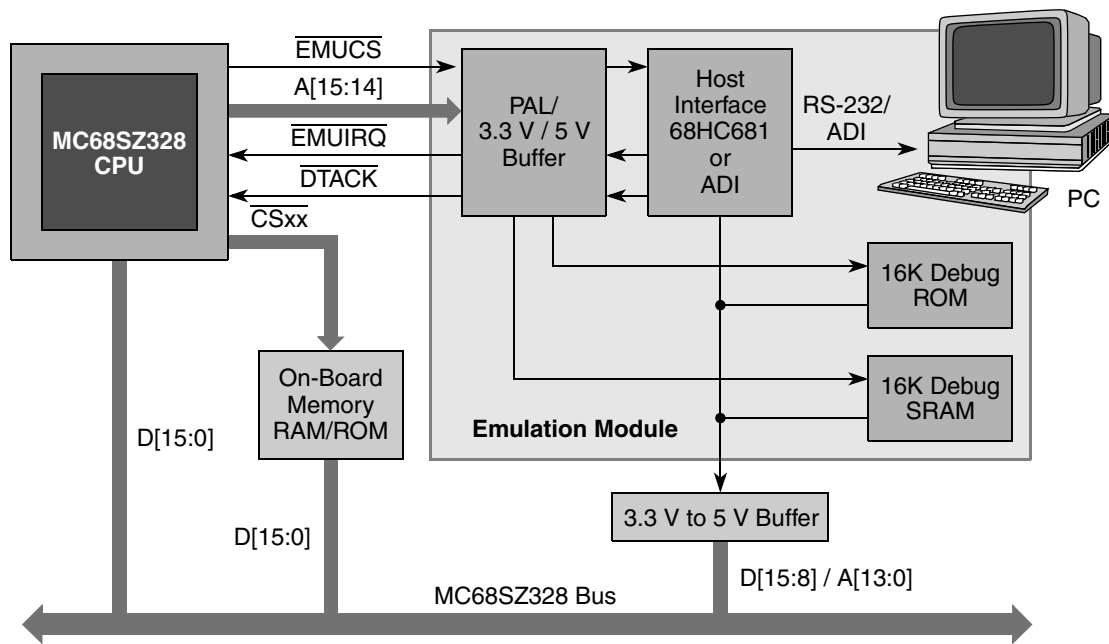 EMUCS
A[15:14]
EMUIRQ
DTACK
CSxx
MC68SZ328
CPU
PAL/
3.3 V / 5 V
Buffer
Host
Interface
68HC681
or
ADI
RS-232/
ADI
PC
16K Debug
ROM
16K Debug
SRAM
On-Board
Memory
RAM/ROM
Emulation Module
D[15:0]
3.3 V to 5 V Buffer
D[15:0]
D[15:8] / A[13:0]
MC68SZ328 Bus